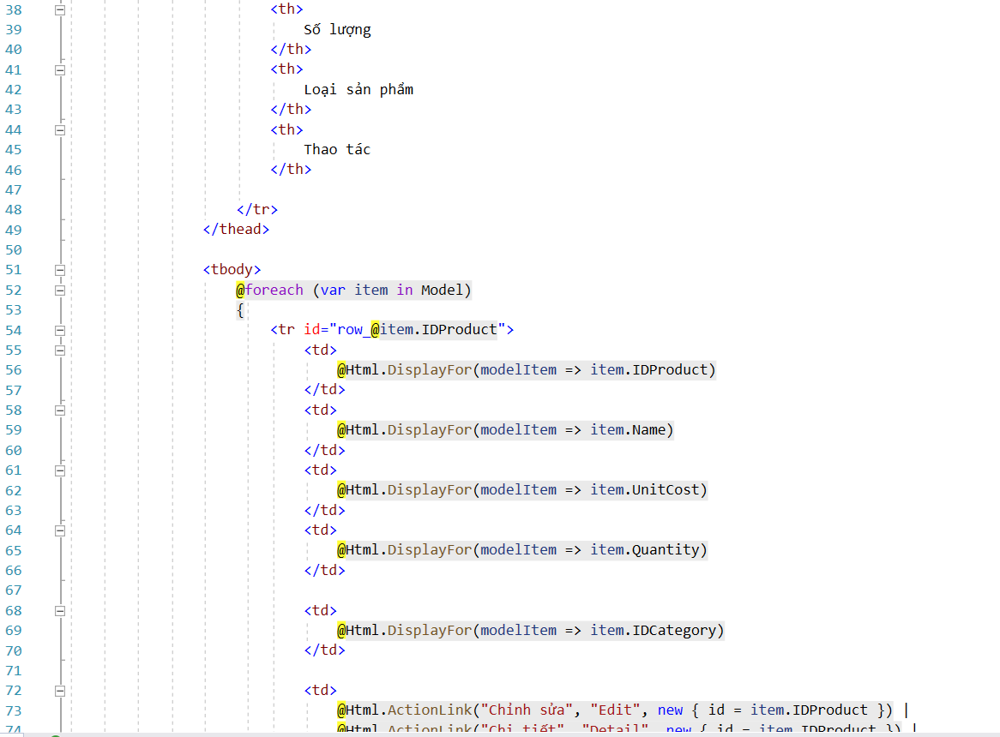 38 <th>
39 Số lượng
40 </th>
41 <th>
42 Loại sản phẩm
43 </th>
44 <th>
45 Thao tác
46 </th>
47
48 </tr>
49 </thead>
50
51 <tbody>
52 @foreach (var item in Model)
53 {
54 <tr id="row_@item.IDProduct">
55 <td>
56 @Html.DisplayFor(modelItem => item.IDProduct)
57 </td>
58 <td>
59 @Html.DisplayFor(modelItem => item.Name)
60 </td>
61 <td>
62 @Html.DisplayFor(modelItem => item.UnitCost)
63 </td>
64 <td>
65 @Html.DisplayFor(modelItem => item.Quantity)
66 </td>
67
68 <td>
69 @Html.DisplayFor(modelItem => item.IDCategory)
70 </td>
71
72 <td>
73 @Html.ActionLink("Chỉnh sửa", "Edit", new { id = item.IDProduct }) |
74 @Html.ActionLink("Chi tiết", "Detail", new { id = item.IDProduct }) |